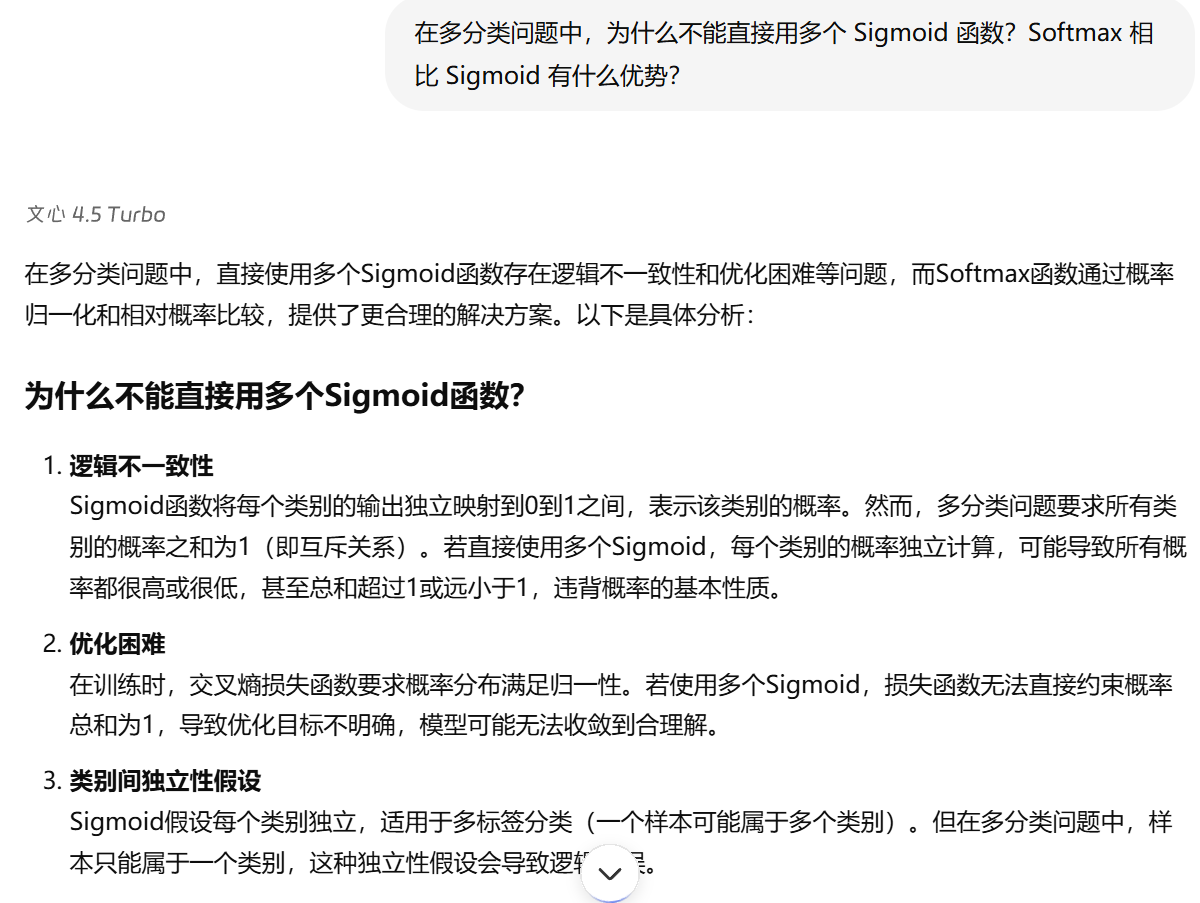 在多分类问题中，为什么不能直接用多个 Sigmoid 函数？Softmax 相
比 Sigmoid 有什么优势？
文心 4.5 Turbo
在多分类问题中，直接使用多个Sigmoid函数存在逻辑不一致性和优化困难等问题，而Softmax函数通过概率
归一化和相对概率比较，提供了更合理的解决方案。以下是具体分析：
为什么不能直接用多个Sigmoid函数？
1. 逻辑不一致性
Sigmoid函数将每个类别的输出独立映射到0到1之间，表示该类别的概率。然而，多分类问题要求所有类
别的概率之和为1（即互斥关系）。若直接使用多个Sigmoid，每个类别的概率独立计算，可能导致所有概
率都很高或很低，甚至总和超过1或远小于1，违背概率的基本性质。
2. 优化困难
在训练时，交叉熵损失函数要求概率分布满足归一性。若使用多个Sigmoid，损失函数无法直接约束概率
总和为1，导致优化目标不明确，模型可能无法收敛到合理解。
3. 类别间独立性假设
Sigmoid假设每个类别独立，适用于多标签分类（一个样本可能属于多个类别）。但在多分类问题中，样
本只能属于一个类别，这种独立性假设会导致逻。